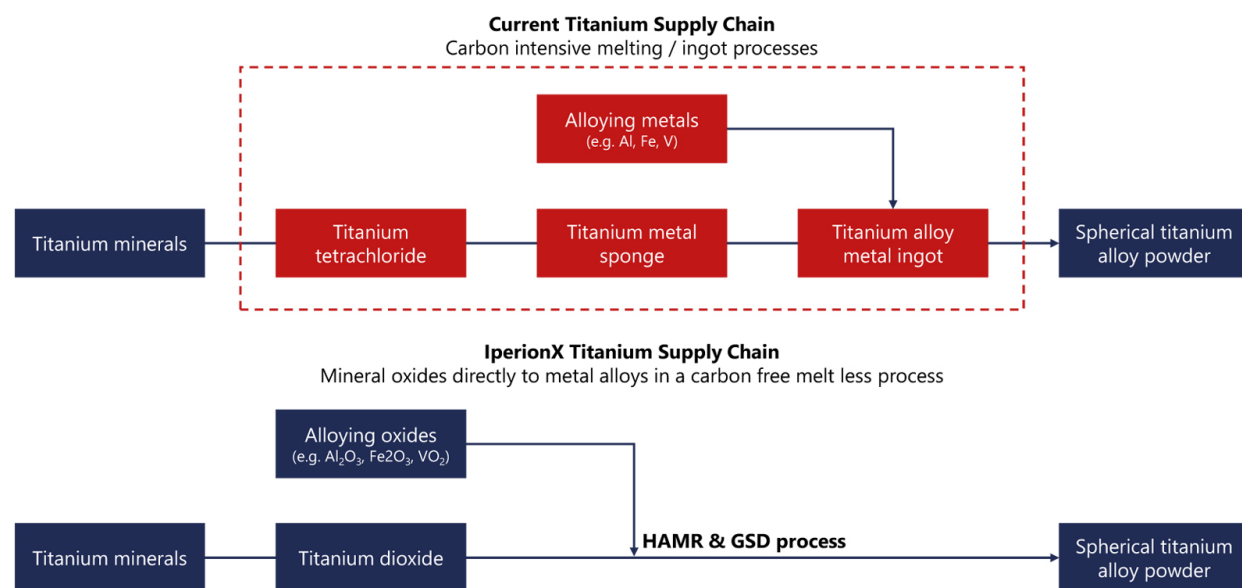 Current Titanium Supply Chain
Carbon intensive melting / ingot processes
Alloying metals
(e.g. Al, Fe, V)
Titanium minerals
Titanium
tetrachloride
Titanium metal
sponge
Titanium alloy
metal ingot
Spherical titanium
alloy powder
IperionX Titanium Supply Chain
Mineral oxides directly to metal alloys in a carbon free melt less process
Alloying oxides
(e.g. Al₂O₃, Fe2O₃, VO₂)
Titanium minerals
Titanium dioxide
HAMR & GSD process
Spherical titanium
alloy powder